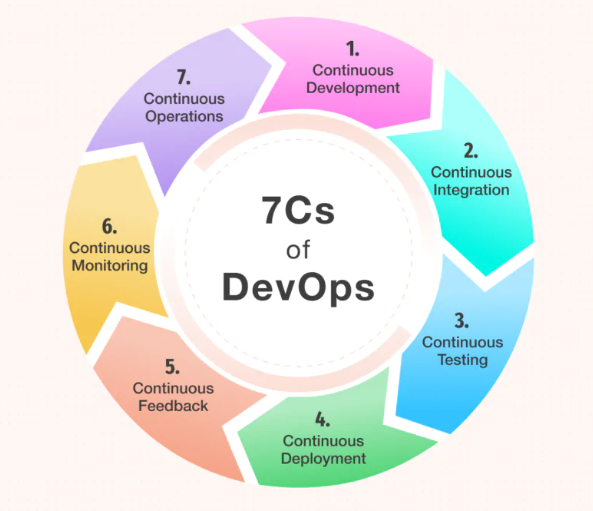 7Cs
of
DevOps
1.
Continuous
Development
2.
Continuous
Integration
3.
Continuous
Testing
4.
Continuous
Deployment
5.
Continuous
Feedback
6.
Continuous
Monitoring
7.
Continuous
Operations